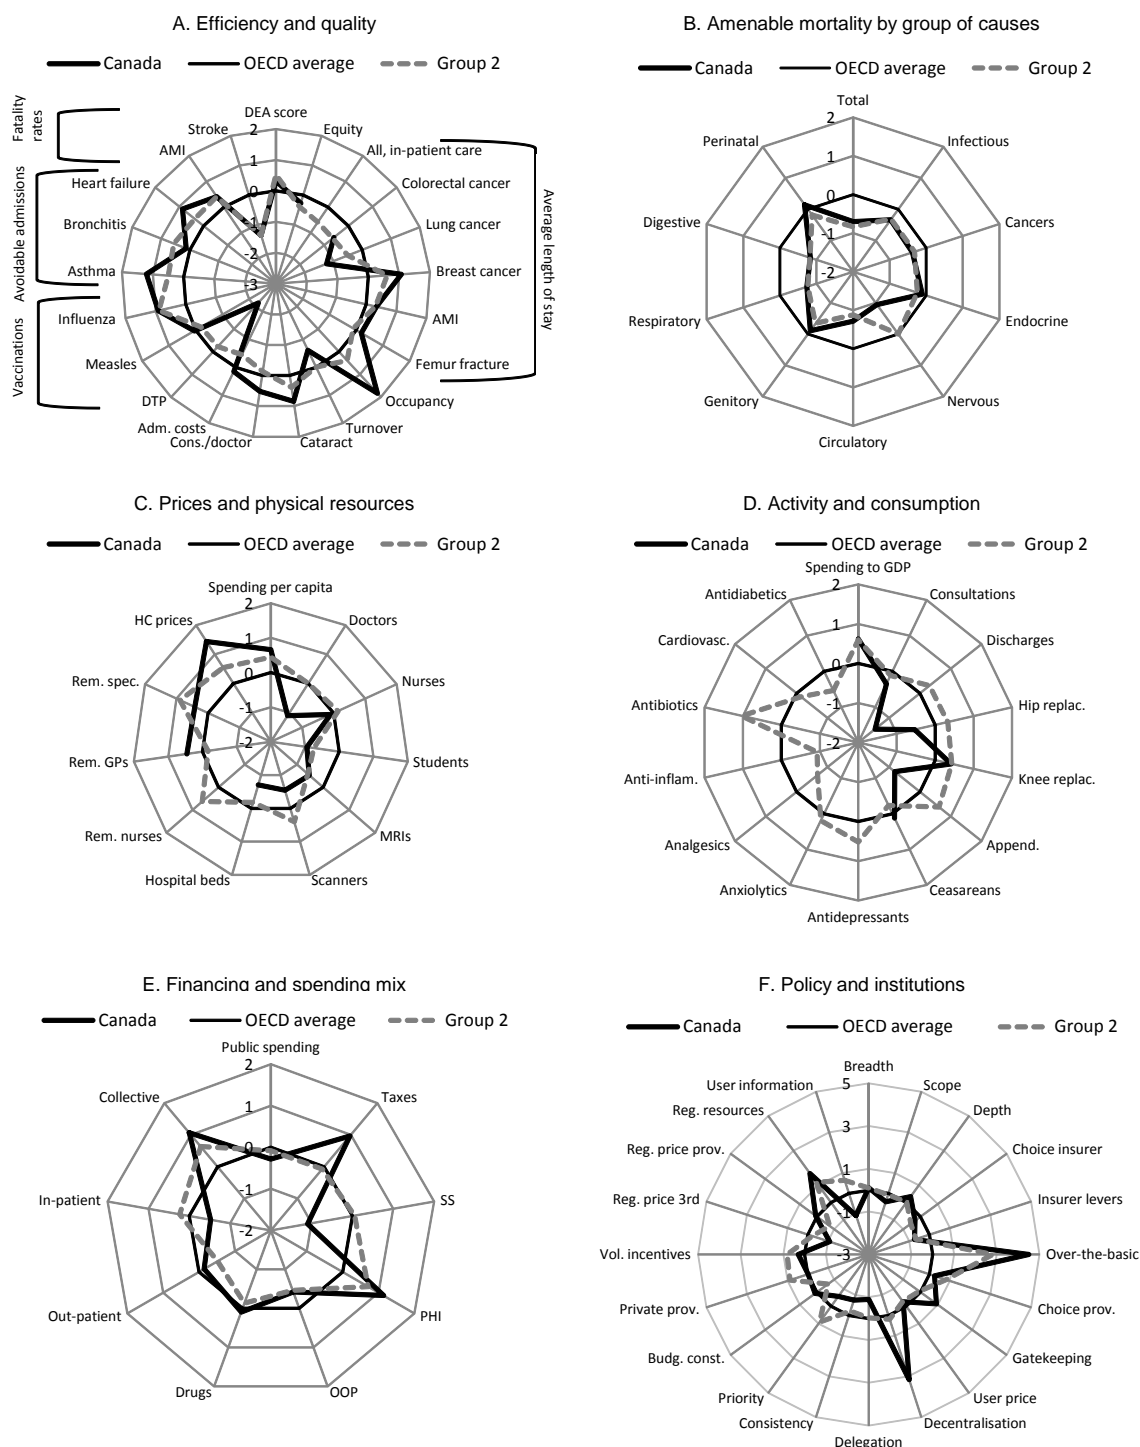 A. Efficiency and quality
Canada
OECD average
Group 2
Fatality rates
Avoidable admissions
Vaccinations
Average length of stay
DEA score
Equity
All, in-patient care
Colorectal cancer
Lung cancer
Breast cancer
AMI
Femur fracture
Occupancy
Turnover
Cataract
Cons./doctor
Adm. costs
DTP
Measles
Influenza
Asthma
Bronchitis
Heart failure
AMI
Stroke
2
1
0
-1
-2
-3
B. Amenable mortality by group of causes
Canada
OECD average
Group 2
Total
Infectious
Cancers
Endocrine
Nervous
Circulatory
Genitory
Respiratory
Digestive
Perinatal
2
1
0
-1
-2
C. Prices and physical resources
Canada
OECD average
Group 2
Spending per capita
Doctors
Nurses
Students
MRIs
Scanners
Hospital beds
Rem. nurses
Rem. GPs
Rem. spec.
HC prices
2
1
0
-1
-2
D. Activity and consumption
Canada
OECD average
Group 2
Spending to GDP
Consultations
Discharges
Hip replac.
Knee replac.
Append.
Ceasareans
Antidepressants
Anxiolytics
Analgesics
Anti-inflam.
Antibiotics
Cardiovasc.
Antidiabetics
2
1
0
-1
-2
E. Financing and spending mix
Canada
OECD average
Group 2
Public spending
Taxes
SS
PHI
OOP
Drugs
Out-patient
In-patient
Collective
2
1
0
-1
-2
F. Policy and institutions
Canada
OECD average
Group 2
Breadth
Scope
Depth
Choice insurer
Insurer levers
Over-the-basic
Choice prov.
Gatekeeping
User price
Decentralisation
Delegation
Consistency
Priority
Budg. const.
Private prov.
Vol. incentives
Reg. price 3rd
Reg. price prov.
Reg. resources
User information
5
3
1
-1
-3